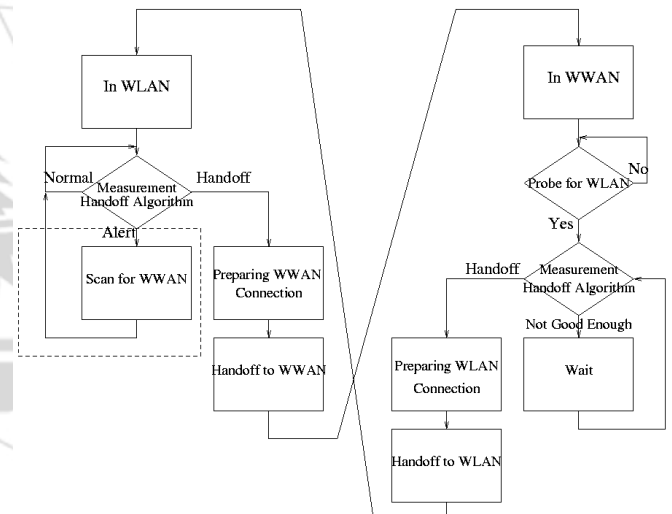 In WLAN
Normal
Measurement
Handoff Algorithm
Handoff
Alert
Scan for WWAN
Preparing WWAN
Connection
Handoff to WWAN
In WWAN
Probe for WLAN
No
Yes
Handoff
Measurement
Handoff Algorithm
Not Good Enough
Preparing WLAN
Connection
Wait
Handoff to WLAN